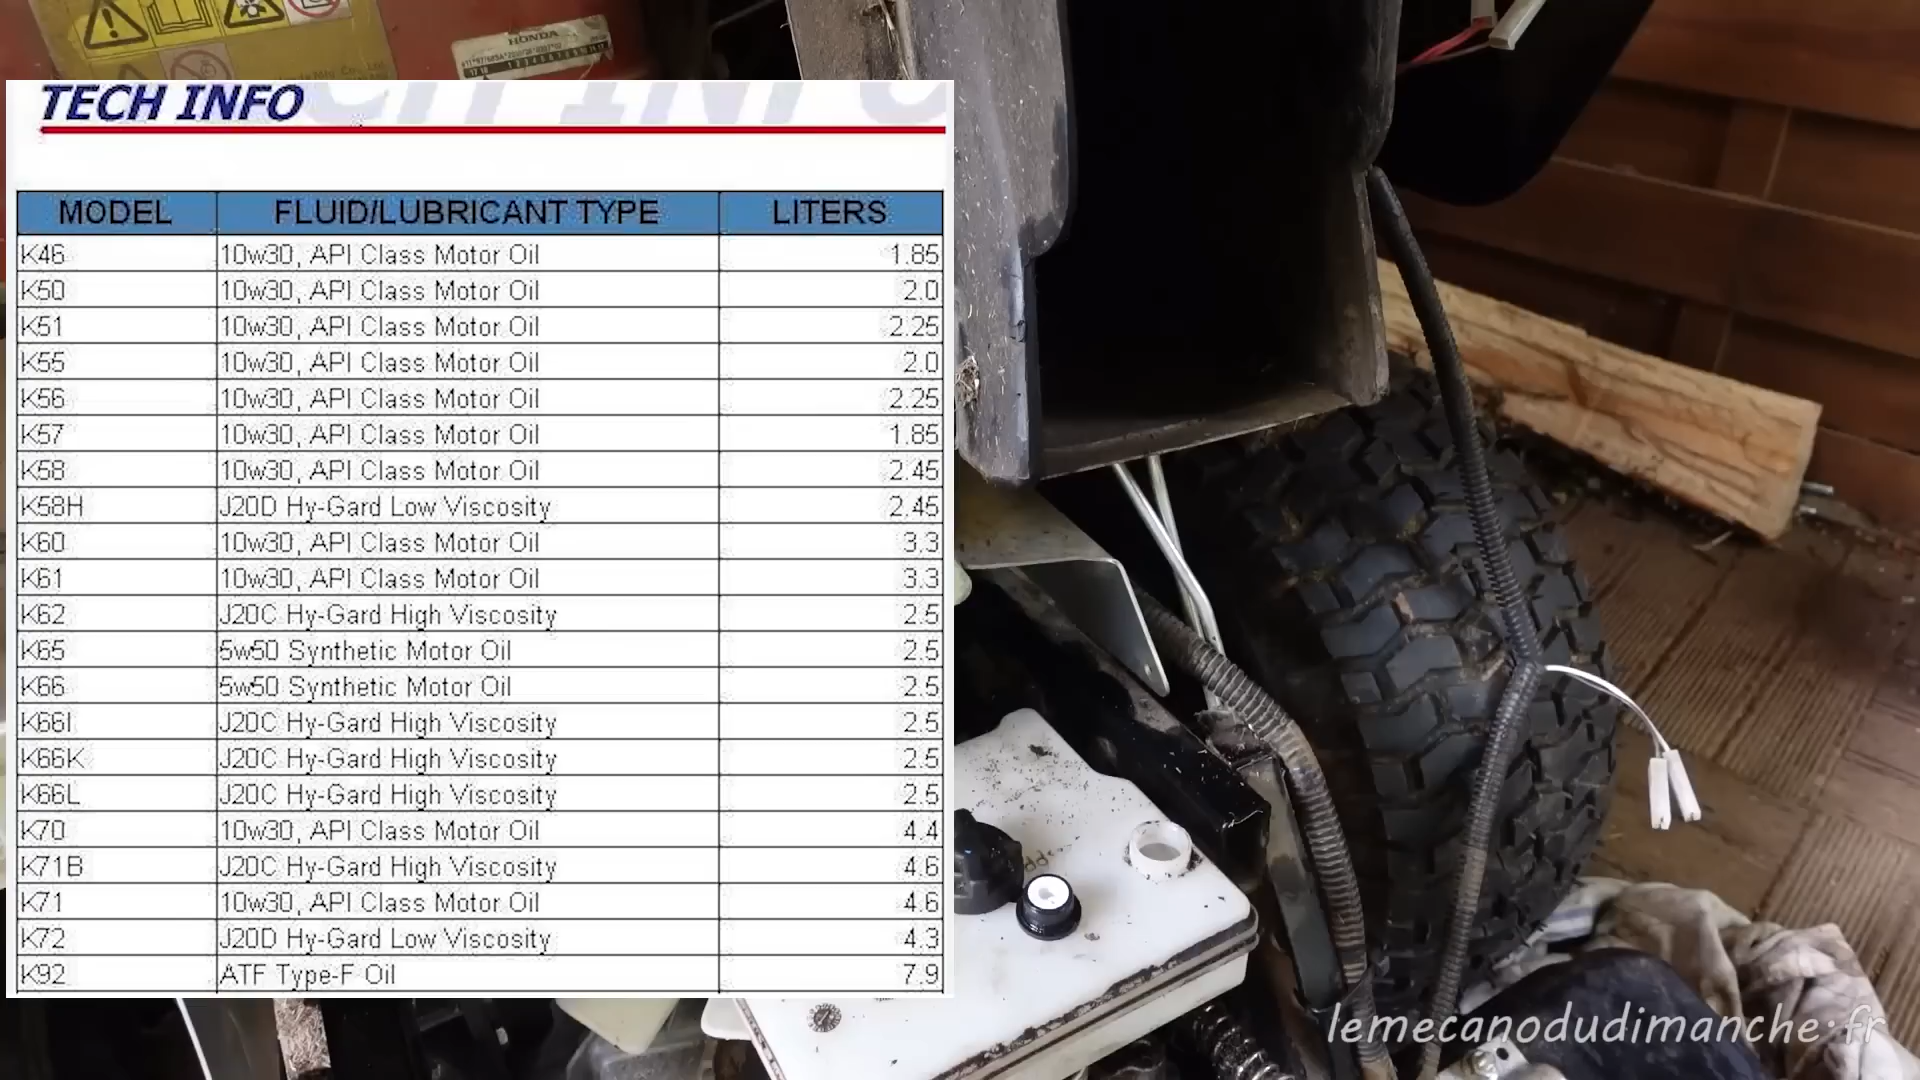 HONDA
TECH INFO
MODEL FLUID/LUBRICANT TYPE LITERS
K46 10w30, API Class Motor Oil 1.85
K50 10w30, API Class Motor Oil 2.0
K51 10w30, API Class Motor Oil 2.25
K55 10w30, API Class Motor Oil 2.0
K56 10w30, API Class Motor Oil 2.25
K57 10w30, API Class Motor Oil 1.85
K58 10w30, API Class Motor Oil 2.45
K58H J20D Hy-Gard Low Viscosity 2.45
K60 10w30, API Class Motor Oil 3.3
K61 10w30, API Class Motor Oil 3.3
K62 J20C Hy-Gard High Viscosity 2.5
K65 5w50 Synthetic Motor Oil 2.5
K66 5w50 Synthetic Motor Oil 2.5
K66I J20C Hy-Gard High Viscosity 2.5
K66K J20C Hy-Gard High Viscosity 2.5
K66L J20C Hy-Gard High Viscosity 2.5
K70 10w30, API Class Motor Oil 4.4
K71B J20C Hy-Gard High Viscosity 4.6
K71 10w30, API Class Motor Oil 4.6
K72 J20D Hy-Gard Low Viscosity 4.3
K92 ATF Type-F Oil 7.9
lemecanodudimanche.fr